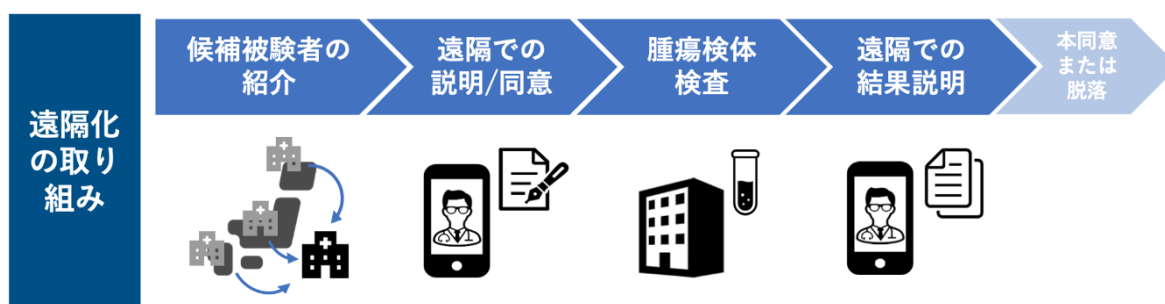 遠隔化
の取り
組み
候補被験者の
紹介
遠隔での
説明/同意
腫瘍検体
検査
遠隔での
結果説明
本同意
または
脱落